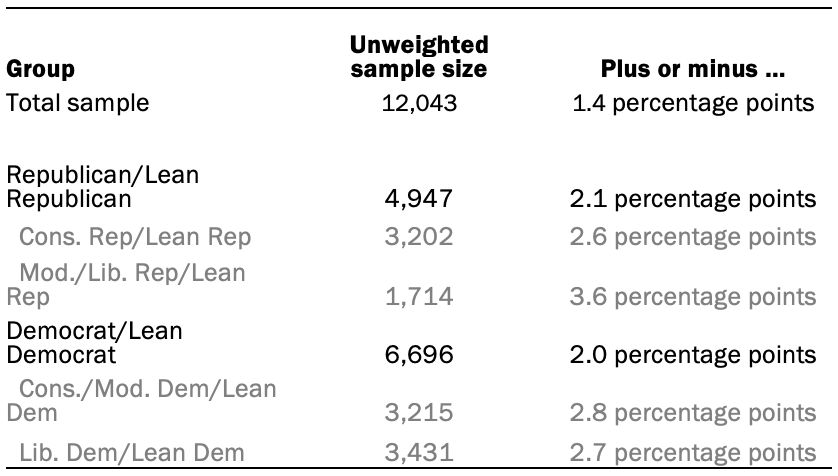 Group Unweighted sample size Plus or minus ...
Total sample 12,043 1.4 percentage points
Republican/Lean
Republican 4,947 2.1 percentage points
Cons. Rep/Lean Rep 3,202 2.6 percentage points
Mod./Lib. Rep/Lean
Rep 1,714 3.6 percentage points
Democrat/Lean
Democrat 6,696 2.0 percentage points
Cons./Mod. Dem/Lean
Dem 3,215 2.8 percentage points
Lib. Dem/Lean Dem 3,431 2.7 percentage points